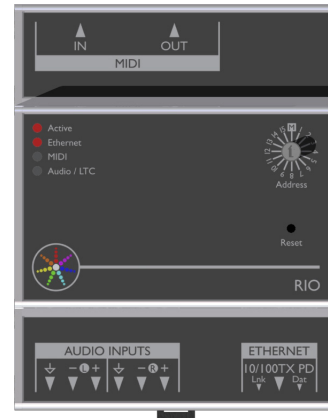 IN OUT
MIDI
Active
Ethernet
MIDI
Audio / LTC
Address
Reset
RIO
AUDIO INPUTS
- L + - R +
ETHERNET
10/100TX PD
Lnk Dat